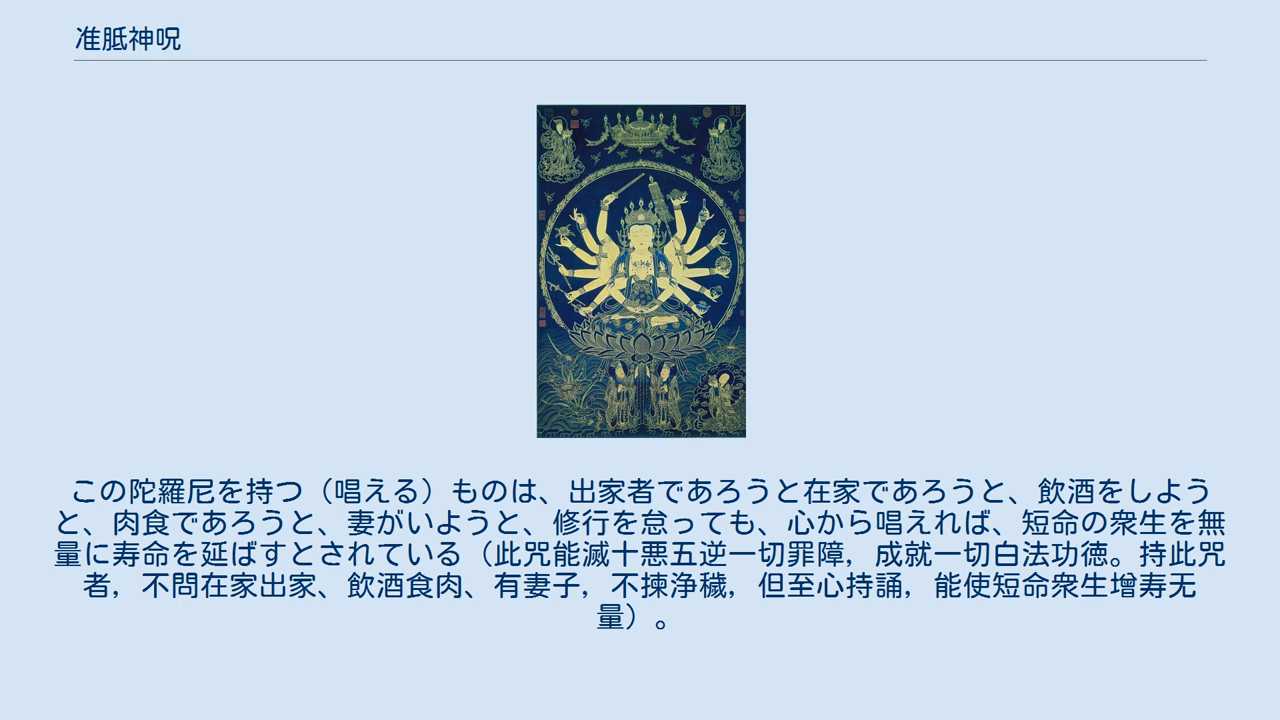 准胝神呪
この陀羅尼を持つ（唱える）ものは、出家者であろうと在家であろうと、飲酒をしよう
と、肉食であろうと、妻がいようと、修行を怠っても、心から唱えれば、短命の衆生を無
量に寿命を延ばすとされている（此咒能滅十悪五逆一切罪障，成就一切白法功徳。持此咒
者，不問在家出家、飲酒食肉、有妻子，不揀浄穢，但至心持誦，能使短命衆生增寿无
量）。